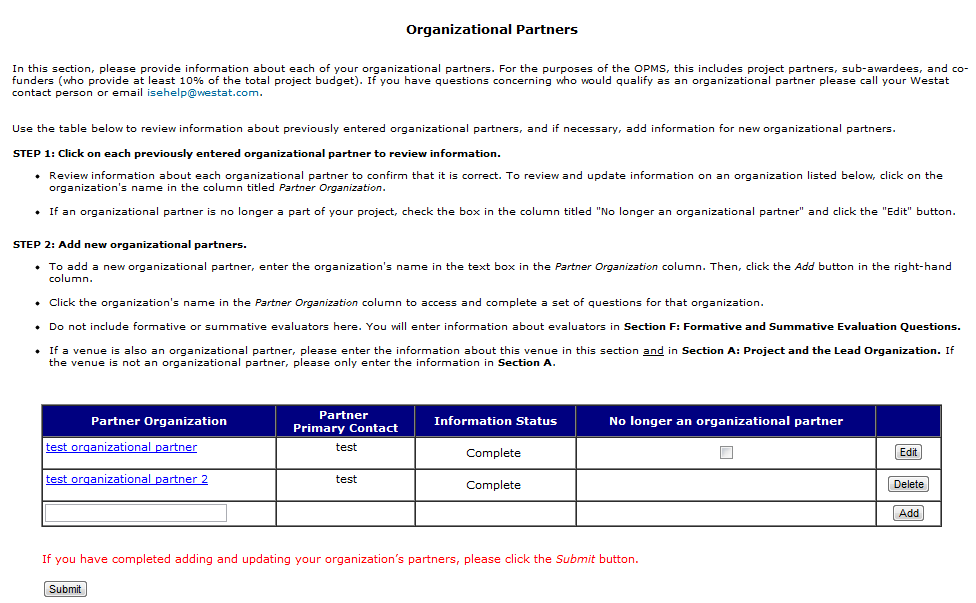 Organizational Partners
In this section, please provide information about each of your organizational partners. For the purposes of the OPMS, this includes project partners, sub-awardees, and co-
funders (who provide at least 10% of the total project budget). If you have questions concerning who would qualify as an organizational partner please call your Westat
contact person or email isehelp@westat.com.
Use the table below to review information about previously entered organizational partners, and if necessary, add information for new organizational partners.
STEP 1: Click on each previously entered organizational partner to review information.
• Review information about each organizational partner to confirm that it is correct. To review and update information on an organization listed below, click on the
organization's name in the column titled Partner Organization.
• If an organizational partner is no longer a part of your project, check the box in the column titled "No longer an organizational partner" and click the "Edit" button.
STEP 2: Add new organizational partners.
• To add a new organizational partner, enter the organization's name in the text box in the Partner Organization column. Then, click the Add button in the right-hand
column.
• Click the organization's name in the Partner Organization column to access and complete a set of questions for that organization.
• Do not include formative or summative evaluators here. You will enter information about evaluators in Section F: Formative and Summative Evaluation Questions.
• If a venue is also an organizational partner, please enter the information about this venue in this section and in Section A: Project and the Lead Organization. If
the venue is not an organizational partner, please only enter the information in Section A.
Partner Organization
Partner
Primary Contact
Information Status
No longer an organizational partner
test organizational partner
test
Complete
Edit
test organizational partner 2
test
Complete
Delete
Add
If you have completed adding and updating your organization's partners, please click the Submit button.
Submit